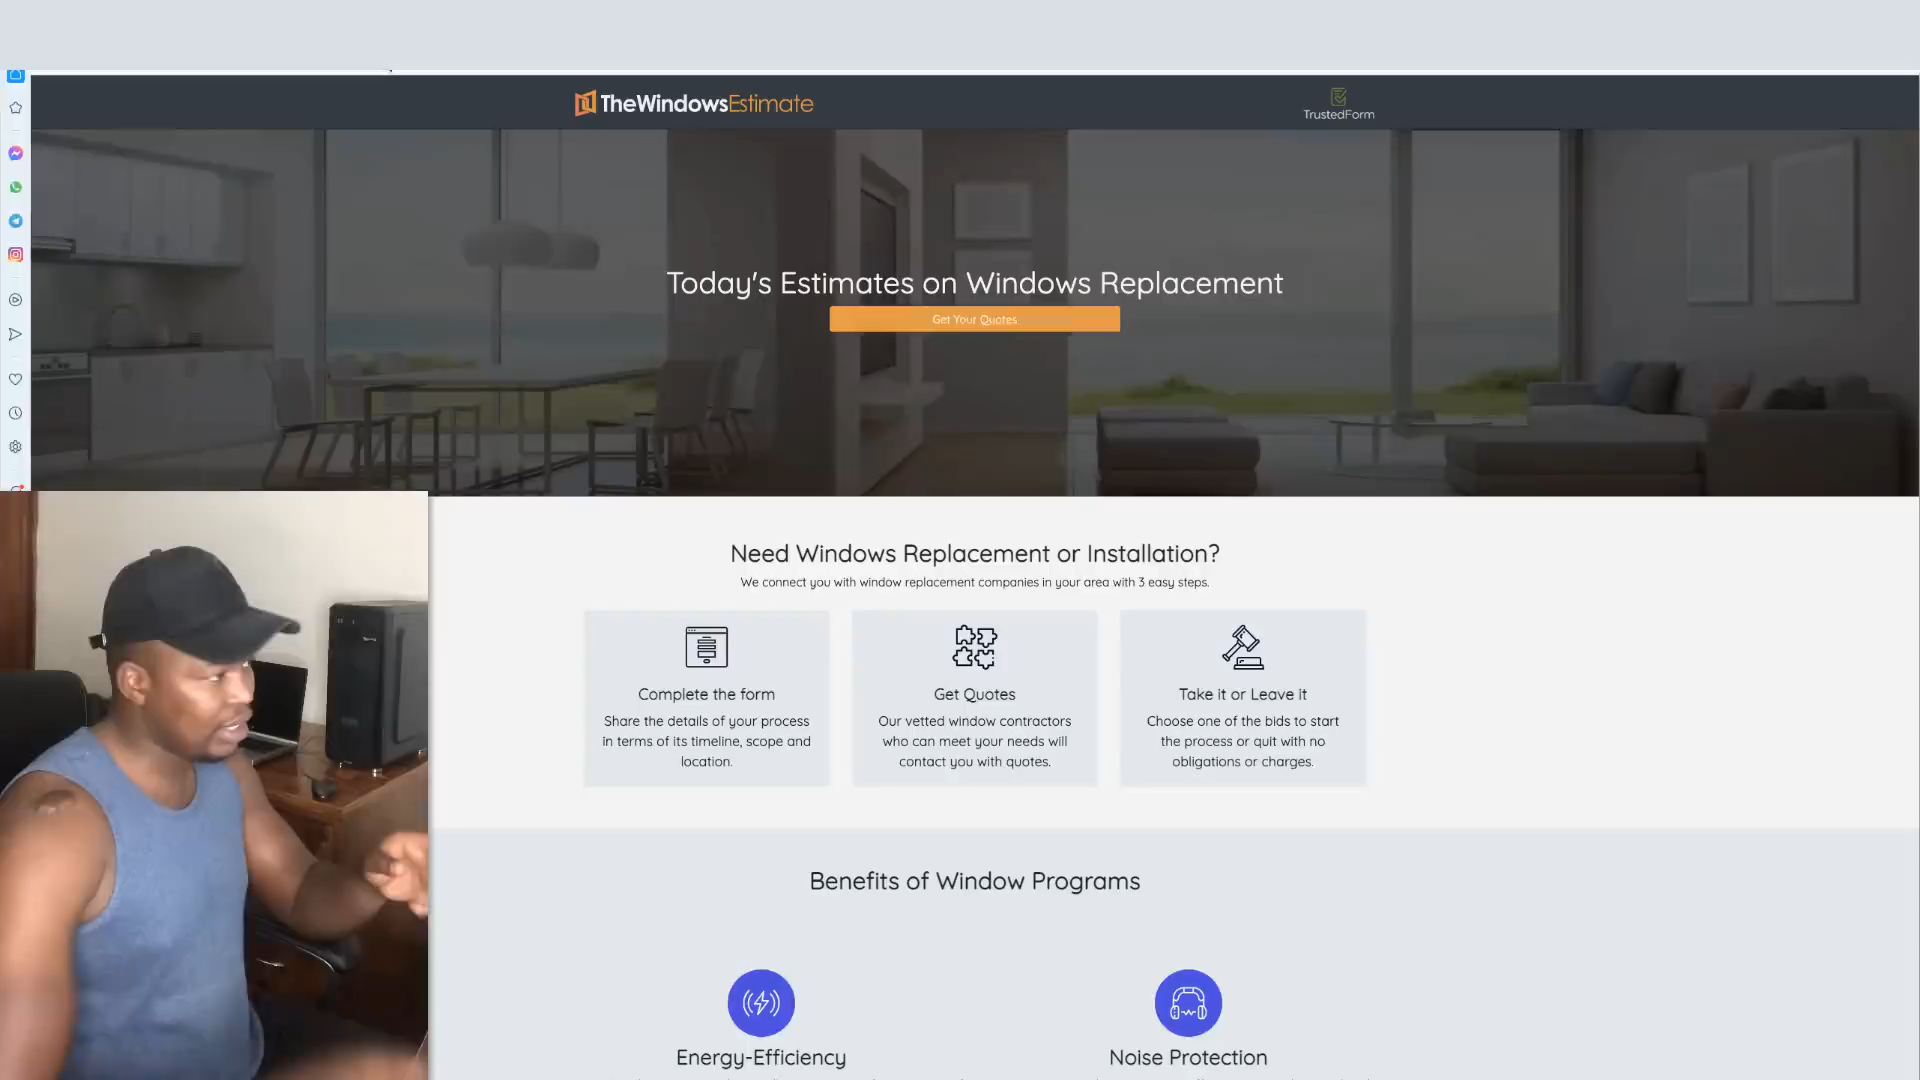 TheWindowsEstimate
TrustedForm
Today's Estimates on Windows Replacement
Get Your Quotes
Need Windows Replacement or Installation?
We connect you with window replacement companies in your area with 3 easy steps.
Complete the form
Share the details of your process
in terms of its timeline, scope and
location.
Get Quotes
Our vetted window contractors
who can meet your needs will
contact you with quotes.
Take it or Leave it
Choose one of the bids to start
the process or quit with no
obligations or charges.
Benefits of Window Programs
Energy-Efficiency
Noise Protection